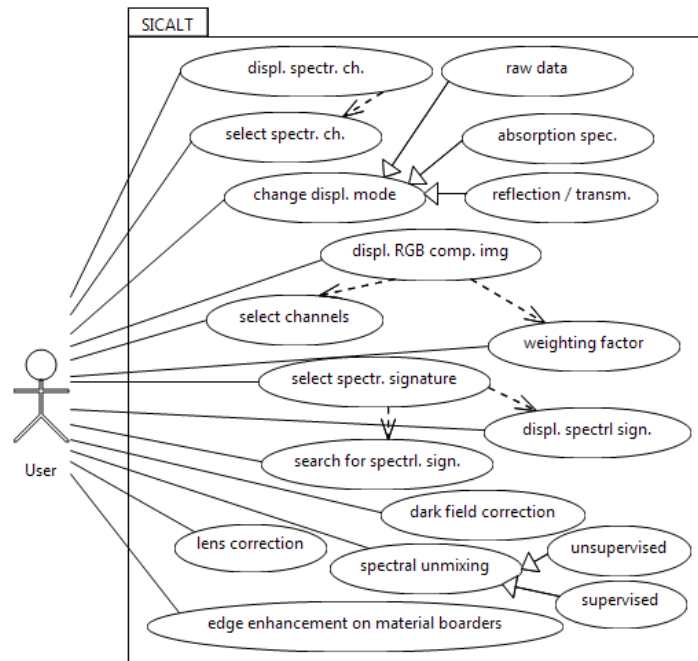 SICALT
displ. spectr. ch.
raw data
select spectr. ch.
absorption spec.
change displ. mode
reflection / transm.
displ. RGB comp. img
select channels
weighting factor
select spectr. signature
displ. spectrl sign.
User
search for spectrl. sign.
dark field correction
lens correction
unsupervised
spectral unmixing
supervised
edge enhancement on material boarders